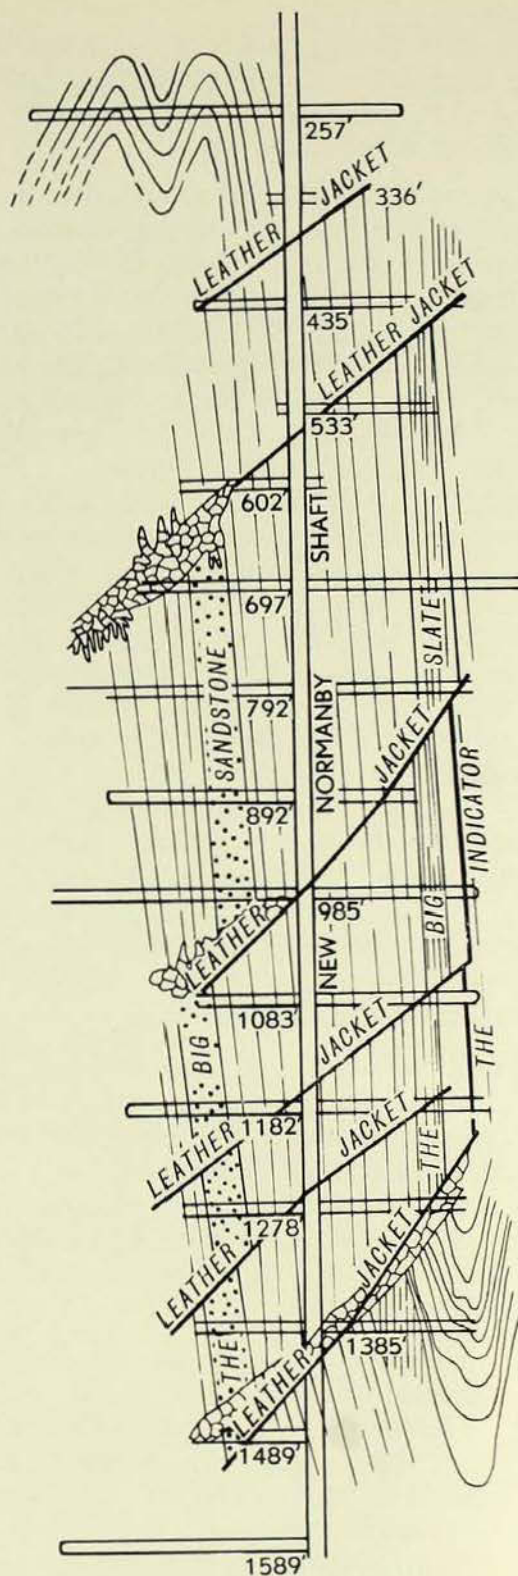 257'
LEATHER JACKET
336'
435'
LEATHER JACKET
533'
602'
697'
792'
892'
985'
NEW NORMANBY SHAFT
THE BIG SANDSTONE
THE BIG SLATE
THE INDICATOR
LEATHER JACKET
1083'
LEATHER JACKET
1182'
LEATHER JACKET
1278'
LEATHER JACKET
1385'
1489'
1589'